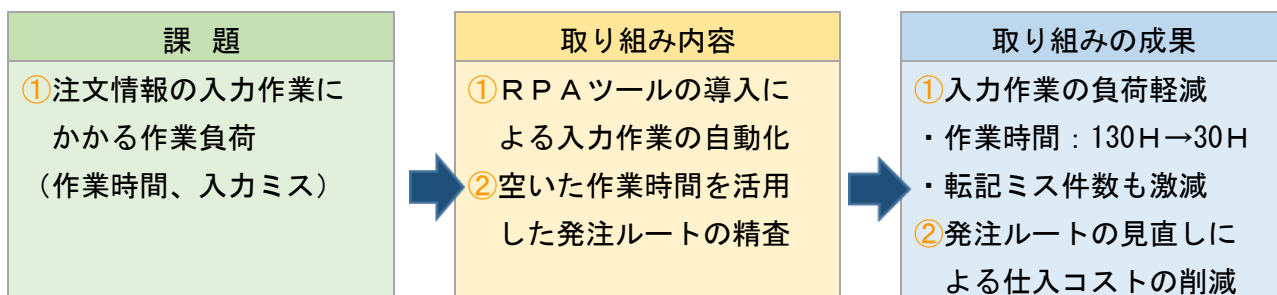 課 題
①注文情報の入力作業に
かかる作業負荷
（作業時間、入力ミス）
取り組み内容
①ＲＰＡツールの導入に
よる入力作業の自動化
②空いた作業時間を活用
した発注ルートの精査
取り組みの成果
①入力作業の負荷軽減
・作業時間：130Ｈ→30Ｈ
・転記ミス件数も激減
②発注ルートの見直しに
よる仕入コストの削減